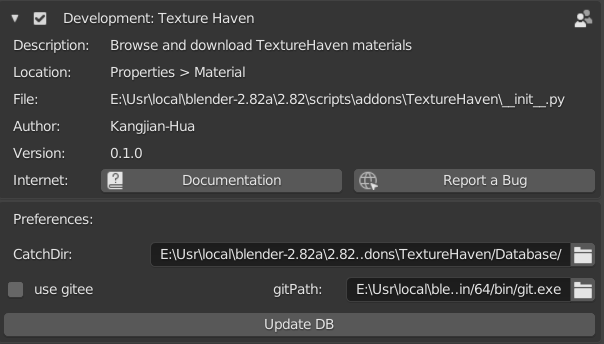 Development: Texture Haven
Description: Browse and download TextureHaven materials
Location: Properties > Material
File: E:\Usr\local\blender-2.82a\2.82\scripts\addons\TextureHaven\__init__.py
Author: Kangjian-Hua
Version: 0.1.0
Internet: Documentation Report a Bug
Preferences:
CatchDir: E:\Usr\local\blender-2.82a\2.82..dons\TextureHaven/Database/
use gitee gitPath: E:\Usr\local\ble..in/64/bin/git.exe
Update DB